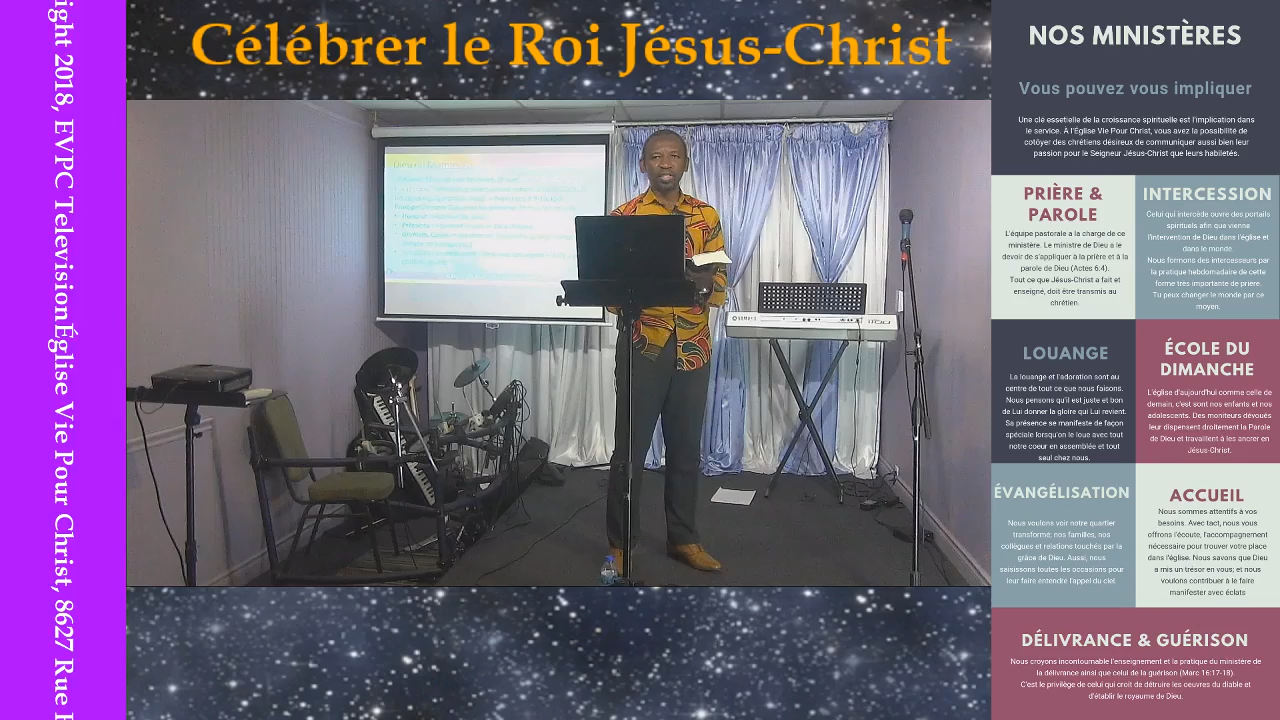 Célébrer le Roi Jésus-Christ
ight 2018, EVPC TelevisionÉglise Vie Pour Christ, 8627 Rue
NOS MINISTÈRES
Vous pouvez vous impliquer
Une clé essetielle de la croissance spirituelle est l'implication dans
le service. À l'Église Vie Pour Christ, vous avez la possibilité de
cotôyer des chrétiens désireux de communiquer aussi bien leur
passion pour le Seigneur Jésus-Christ que leurs habiletés.
PRIÈRE &
PAROLE
L'équipe pastorale a la charge de ce
ministère. Le ministre de Dieu a le
devoir de s'appliquer à la prière et à la
parole de Dieu (Actes 6:4).
Tout ce que Jésus-Christ a fait et
enseigné, doit être transmis au
chrétien.
INTERCESSION
Celui qui intercède ouvre des portails
spirituels afin que vienne
l'intervention de Dieu dans l'église et
dans le monde.
Nous formons des intercesseurs par
la pratique hebdomadaire de cette
forme très importante de prière.
Tu peux changer le monde par ce
moyen.
LOUANGE
La louange et l'adoration sont au
centre de tout ce que nous faisons.
Nous pensons qu'il est juste et bon
de Lui donner la gloire qui Lui revient.
Sa présence se manifeste de façon
spéciale lorsqu'on le loue avec tout
notre coeur en assemblée et tout
seul chez nous.
ÉCOLE DU
DIMANCHE
L'église d'aujourd'hui comme celle de
demain, c'est sont nos enfants et nos
adolescents. Des moniteurs dévoués
leur dispensent droitement la Parole
de Dieu et travaillent à les ancrer en
Jésus-Christ.
ÉVANGÉLISATION
Nous voulons voir notre quartier
transformé; nos familles, nos
collègues et relations touchés par la
grâce de Dieu. Aussi, nous
saisissons toutes les occasions pour
leur faire entendre l'appel du ciel.
ACCUEIL
Nous sommes attentifs à vos
besoins. Avec tact, nous vous
offrons l'écoute, l'accompagnement
nécessaire pour trouver votre place
dans l'église. Nous savons que Dieu
a mis un trésor en vous; et nous
voulons contribuer à le faire
manifester avec éclats
DÉLIVRANCE & GUÉRISON
Nous croyons incontournable l'enseignement et la pratique du ministère de
la délivrance ainsi que celui de la guérison (Marc 16:17-18).
C'est le privilège de celui qui croit de détruire les oeuvres du diable et
d'établir le royaume de Dieu.